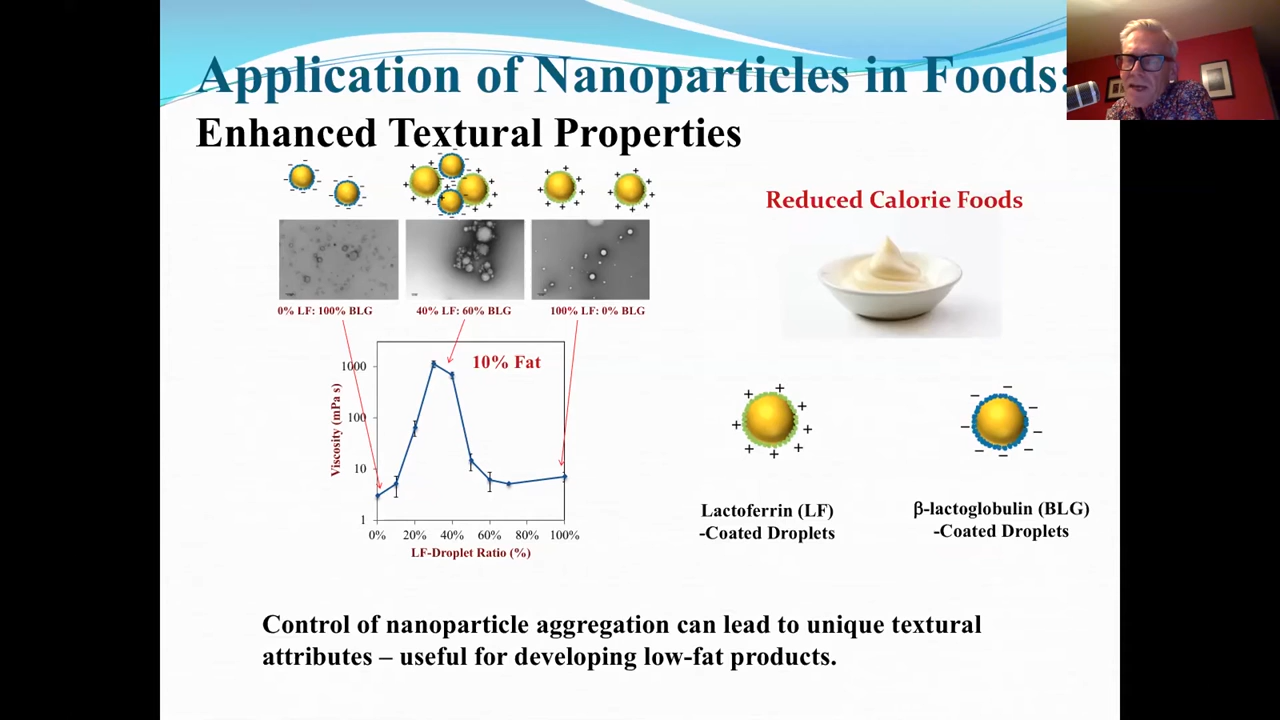 Application of Nanoparticles in Foods:
Enhanced Textural Properties
0% LF: 100% BLG
40% LF: 60% BLG
100% LF: 0% BLG
10% Fat
Viscosity (mPa s)
1000
100
10
1
0% 20% 40% 60% 80% 100%
LF-Droplet Ratio (%)
Reduced Calorie Foods
Lactoferrin (LF)
-Coated Droplets
β-lactoglobulin (BLG)
-Coated Droplets
Control of nanoparticle aggregation can lead to unique textural
attributes – useful for developing low-fat products.